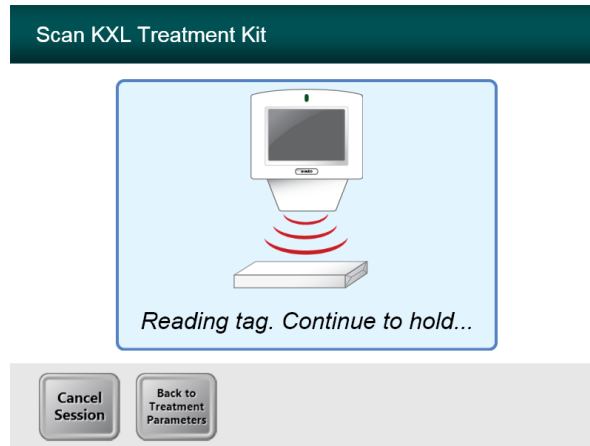 Scan KXL Treatment Kit
Reading tag. Continue to hold...
Cancel
Session
Back to
Treatment
Parameters